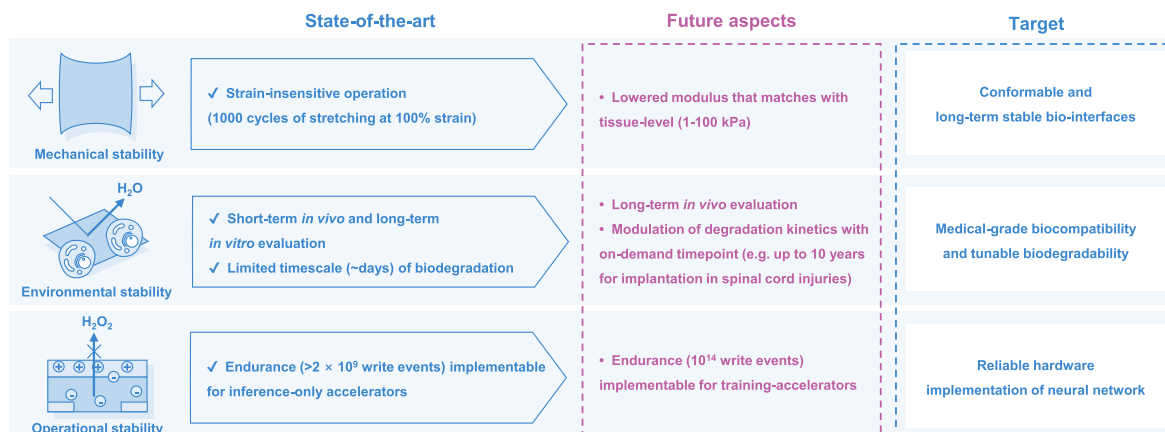 State-of-the-art
Future aspects
Target
✓ Strain-insensitive operation
(1000 cycles of stretching at 100% strain)
• Lowered modulus that matches with
tissue-level (1-100 kPa)
Conformable and
long-term stable bio-interfaces
Mechanical stability
H₂O
✓ Short-term in vivo and long-term
in vitro evaluation
✓ Limited timescale (~days) of biodegradation
• Long-term in vivo evaluation
• Modulation of degradation kinetics with
on-demand timepoint (e.g. up to 10 years
for implantation in spinal cord injuries)
Medical-grade biocompatibility
and tunable biodegradability
Environmental stability
H₂O₂
✓ Endurance (>2 × 10⁹ write events) implementable
for inference-only accelerators
• Endurance (10¹⁴ write events)
implementable for training-accelerators
Reliable hardware
implementation of neural network
Operational stability